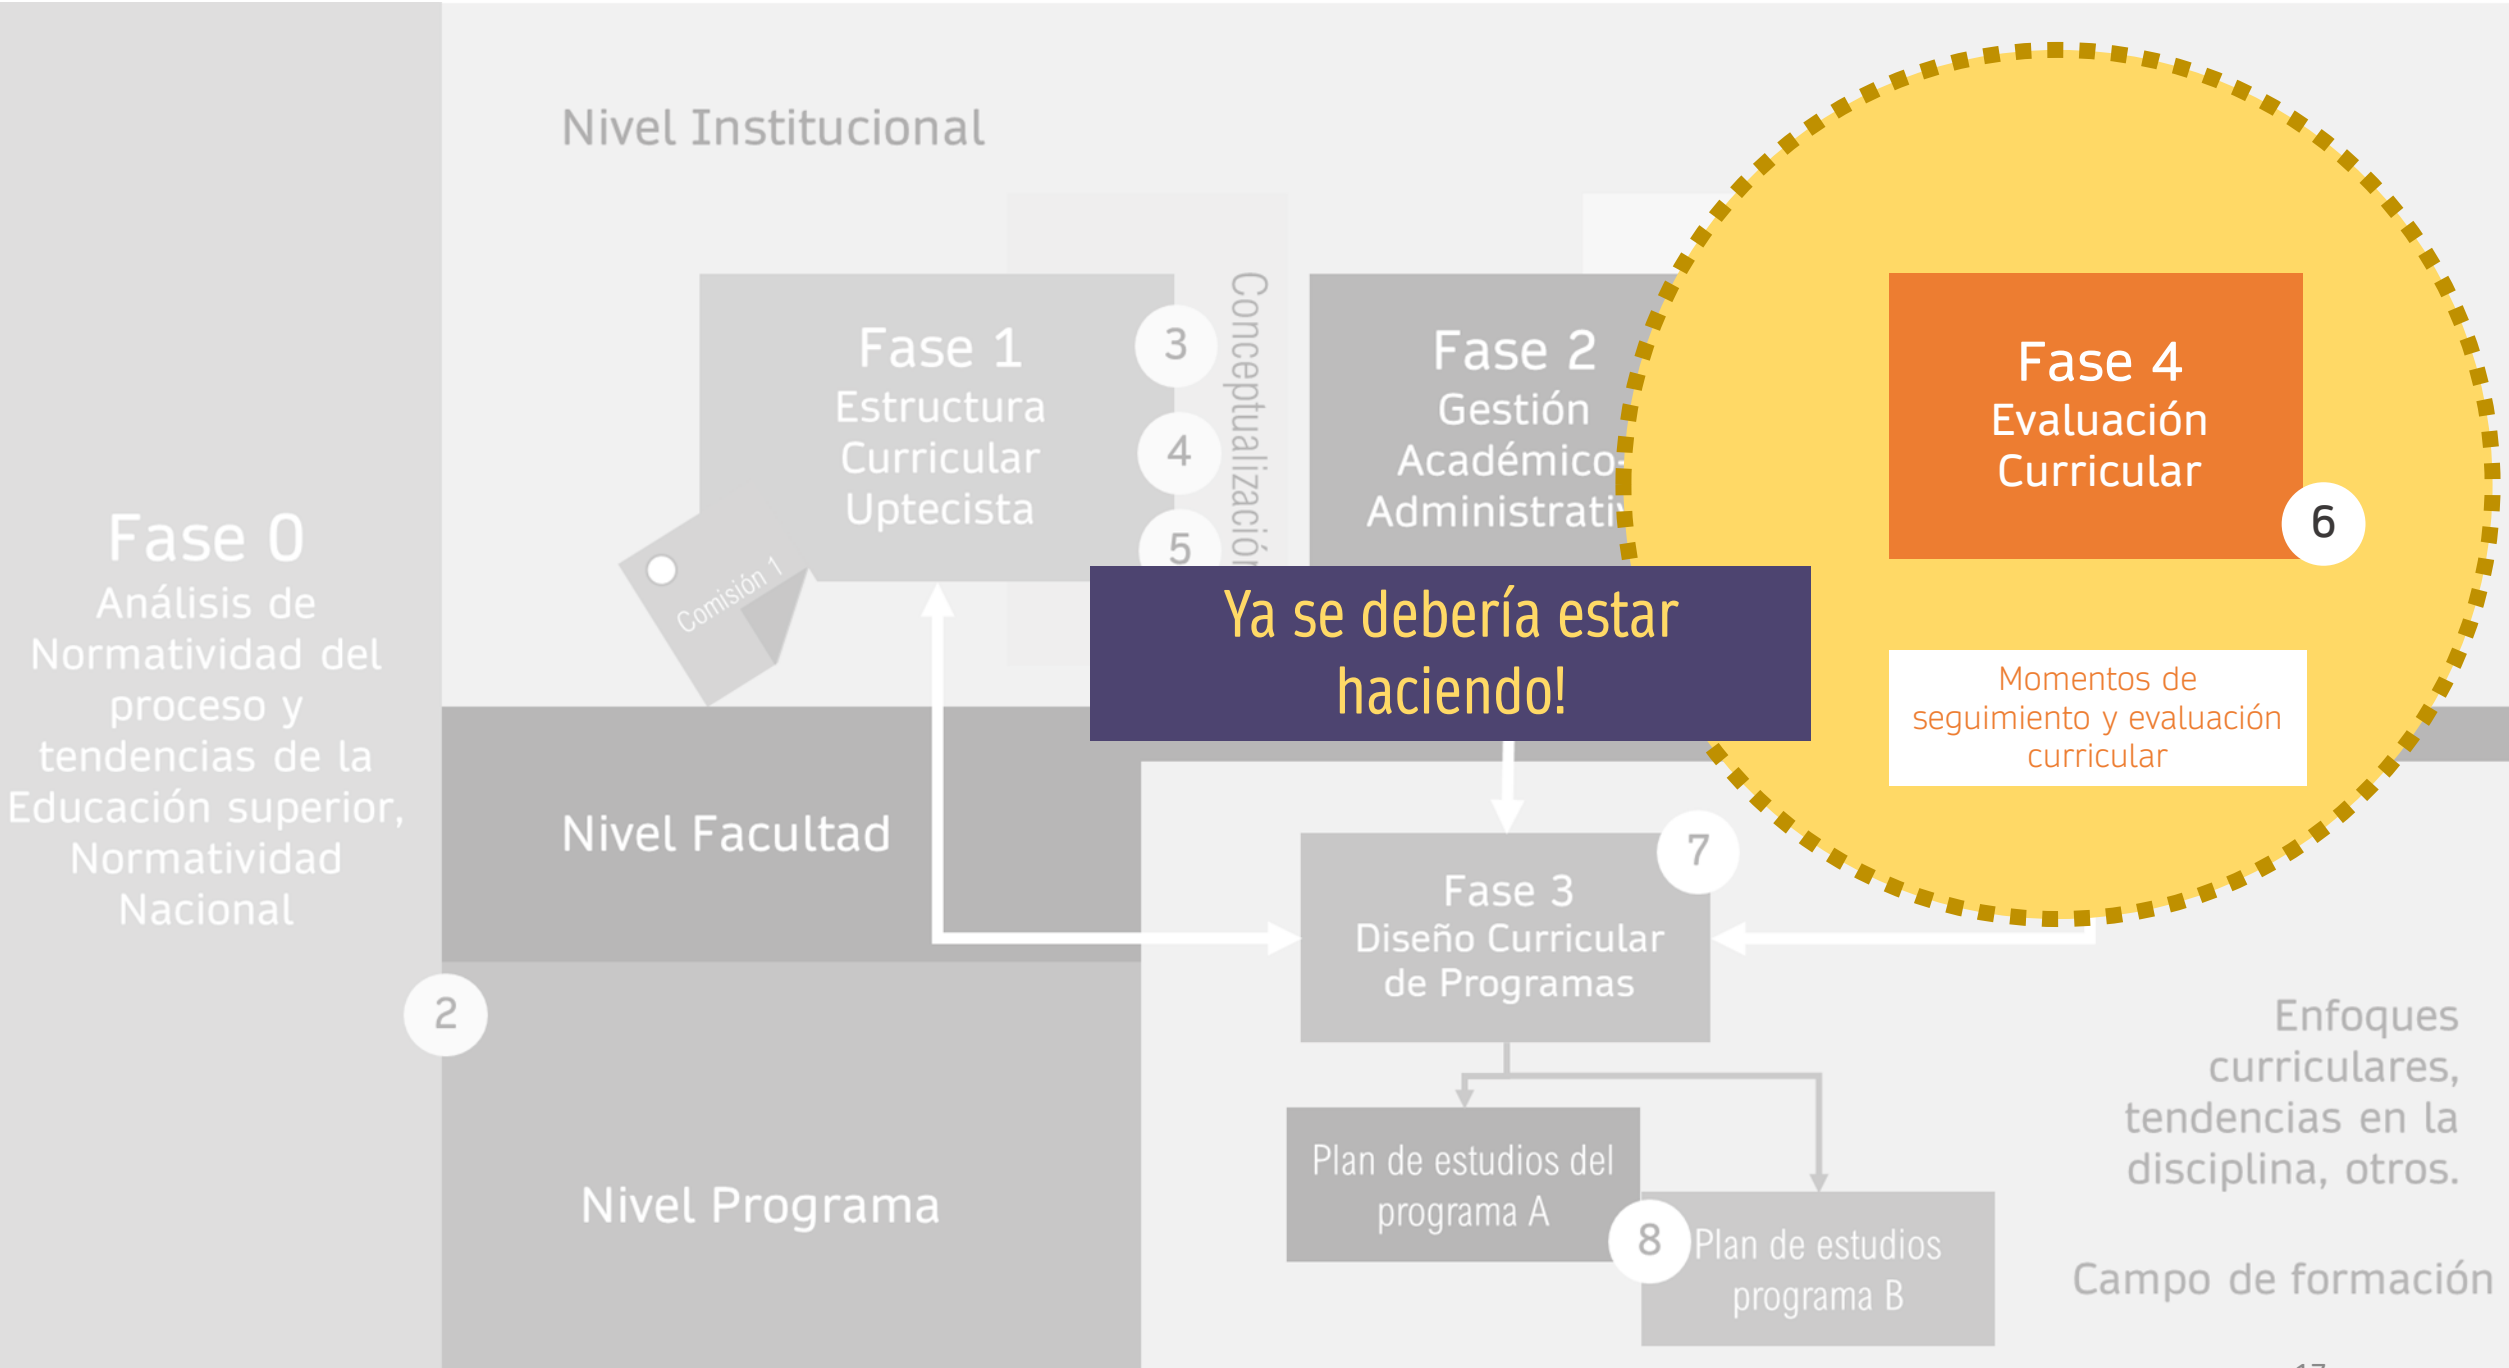 Nivel Institucional
Fase 0
Análisis de
Normatividad del
proceso y
tendencias de la
Educación superior,
Normatividad
Nacional
2
Fase 1
Estructura
Curricular
Uptecista
Comisión 1
3
4
5
Conceptualización
Fase 2
Gestión
Académico-
Administrativ
Fase 4
Evaluación
Curricular
6
Ya se debería estar
haciendo!
Momentos de
seguimiento y evaluación
curricular
Nivel Facultad
7
Fase 3
Diseño Curricular
de Programas
Nivel Programa
Plan de estudios del
programa A
8
Plan de estudios
programa B
Enfoques
curriculares,
tendencias en la
disciplina, otros.
Campo de formación
17